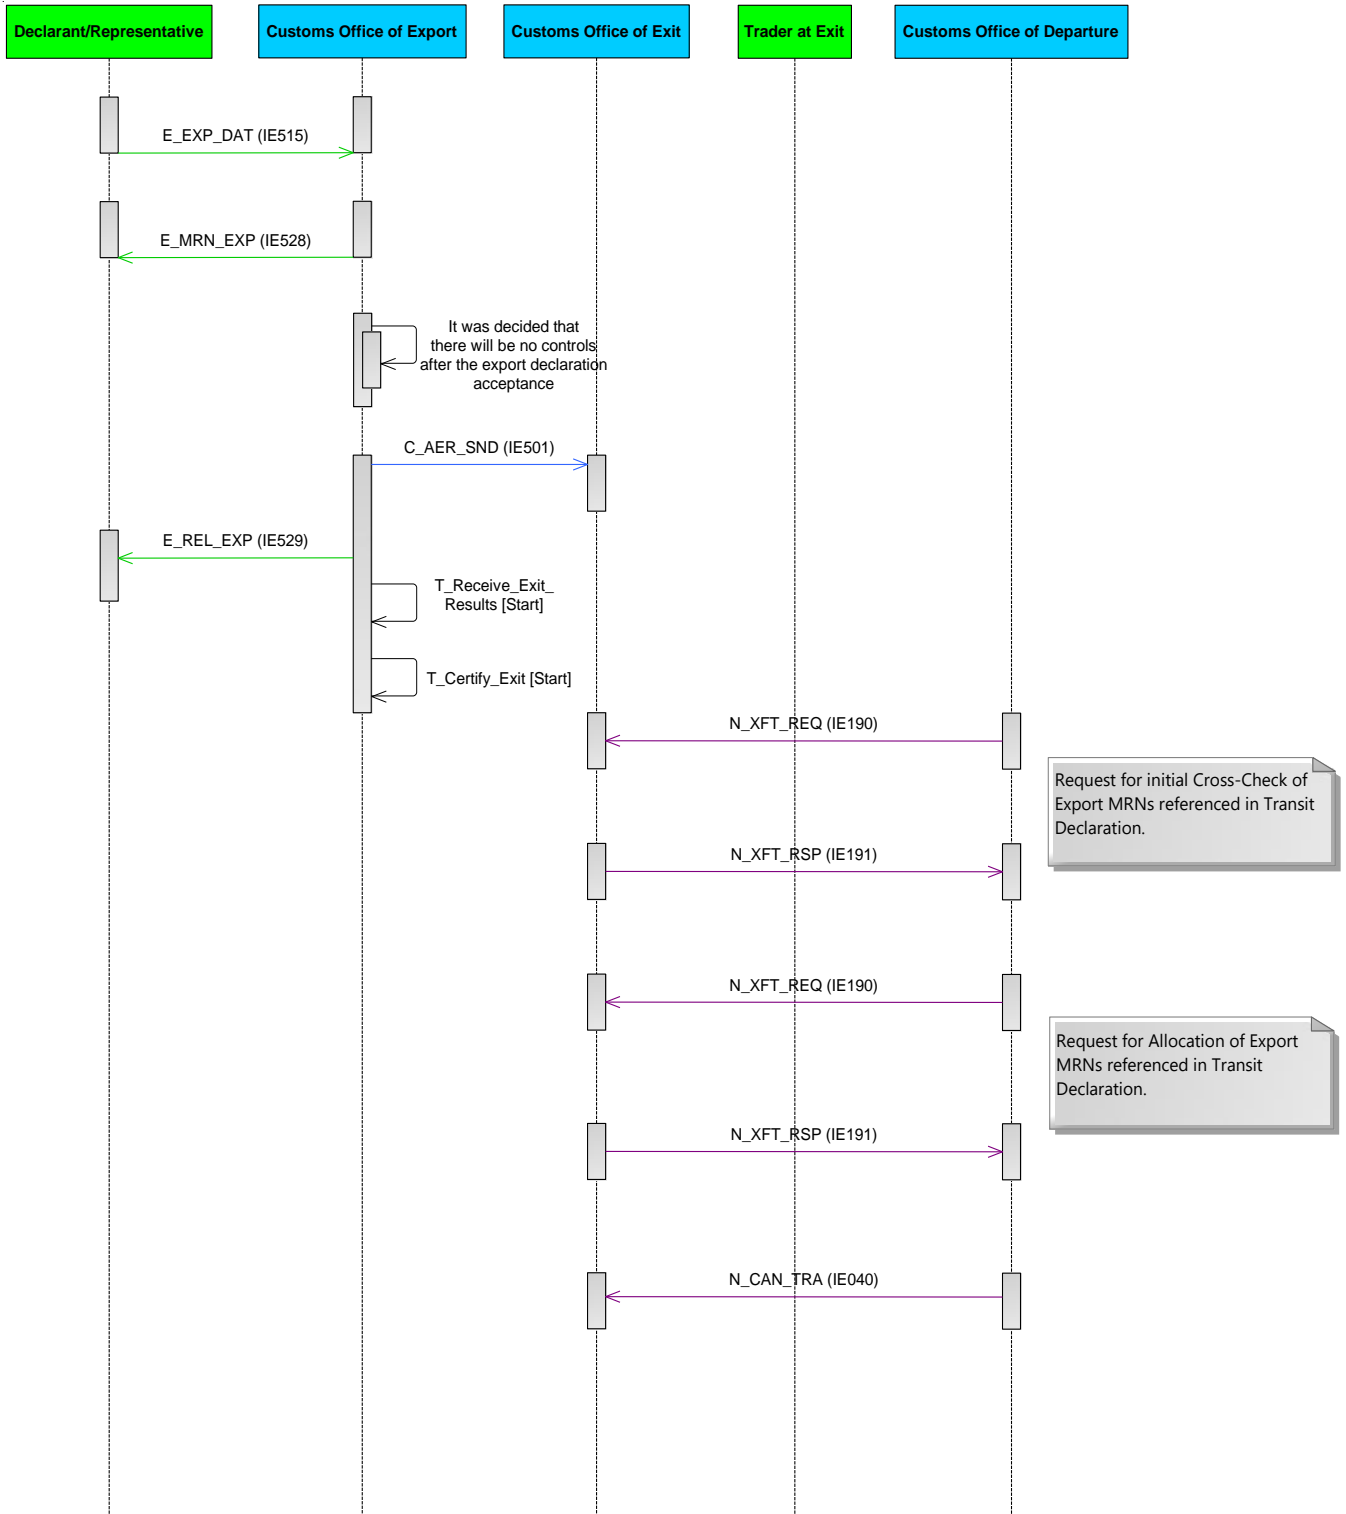 Declarant/Representative
Customs Office of Export
Customs Office of Exit
Trader at Exit
Customs Office of Departure
E_EXP_DAT (IE515)
E_MRN_EXP (IE528)
It was decided that
there will be no controls
after the export declaration
acceptance
C_AER_SND (IE501)
E_REL_EXP (IE529)
T_Receive_Exit_
Results [Start]
T_Certify_Exit [Start]
N_XFT_REQ (IE190)
Request for initial Cross-Check of
Export MRNs referenced in Transit
Declaration.
N_XFT_RSP (IE191)
N_XFT_REQ (IE190)
Request for Allocation of Export
MRNs referenced in Transit
Declaration.
N_XFT_RSP (IE191)
N_CAN_TRA (IE040)